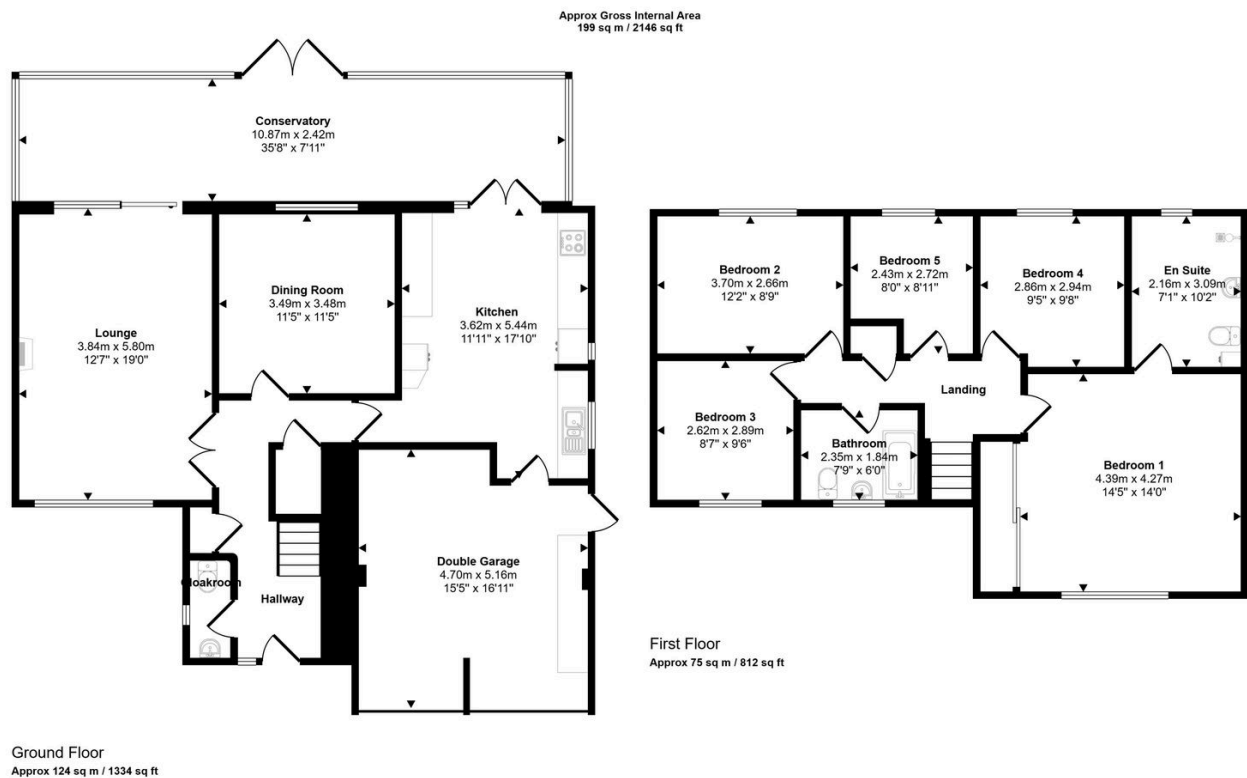 Approx Gross Internal Area
199 sq m / 2146 sq ft
Conservatory
10.87m x 2.42m
35'8" x 7'11"
Dining Room
3.49m x 3.48m
11'5" x 11'5"
Kitchen
3.62m x 5.44m
11'11" x 17'10"
Lounge
3.84m x 5.80m
12'7" x 19'0"
Double Garage
4.70m x 5.16m
15'5" x 16'11"
Cloakroom
Hallway
Ground Floor
Approx 124 sq m / 1334 sq ft
Bedroom 2
3.70m x 2.66m
12'2" x 8'9"
Bedroom 5
2.43m x 2.72m
8'0" x 8'11"
Bedroom 4
2.86m x 2.94m
9'5" x 9'8"
En Suite
2.16m x 3.09m
7'1" x 10'2"
Landing
Bedroom 3
2.62m x 2.89m
8'7" x 9'6"
Bathroom
2.35m x 1.84m
7'9" x 6'0"
Bedroom 1
4.39m x 4.27m
14'5" x 14'0"
First Floor
Approx 75 sq m / 812 sq ft